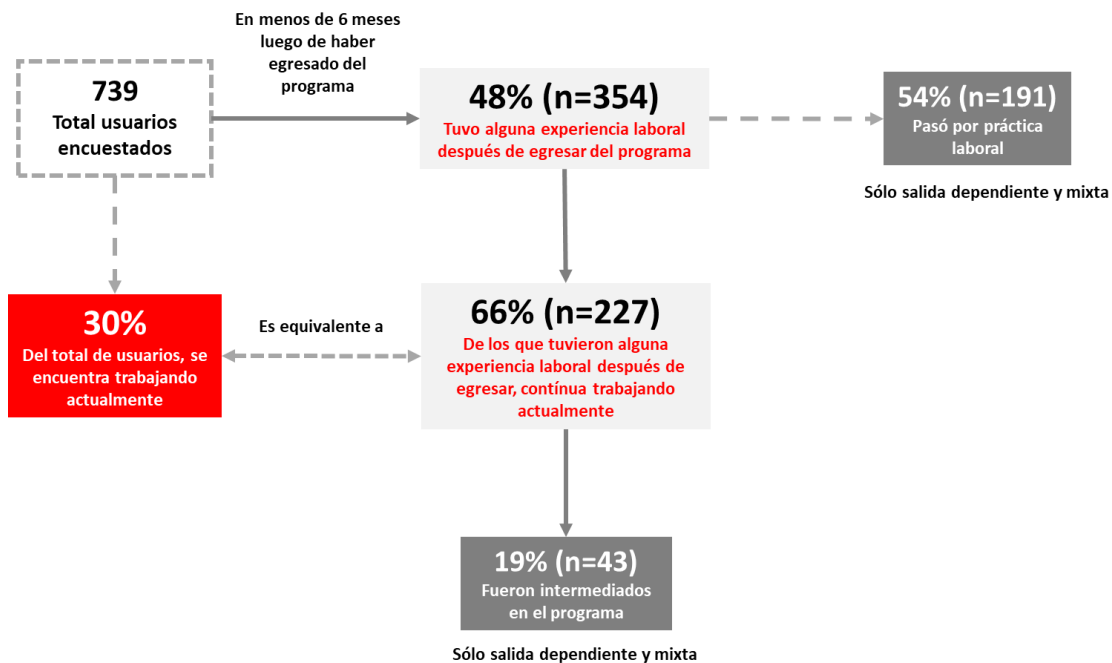 En menos de 6 meses
luego de haber
egresado del
programa
739
Total usuarios
encuestados
48% (n=354)
Tuvo alguna experiencia laboral
después de egresar del programa
54% (n=191)
Pasó por práctica
laboral
Sólo salida dependiente y mixta
30%
Del total de usuarios, se
encuentra trabajando
actualmente
Es equivalente a
66% (n=227)
De los que tuvieron alguna
experiencia laboral después de
egresar, contínua trabajando
actualmente
19% (n=43)
Fueron intermediados
en el programa
Sólo salida dependiente y mixta